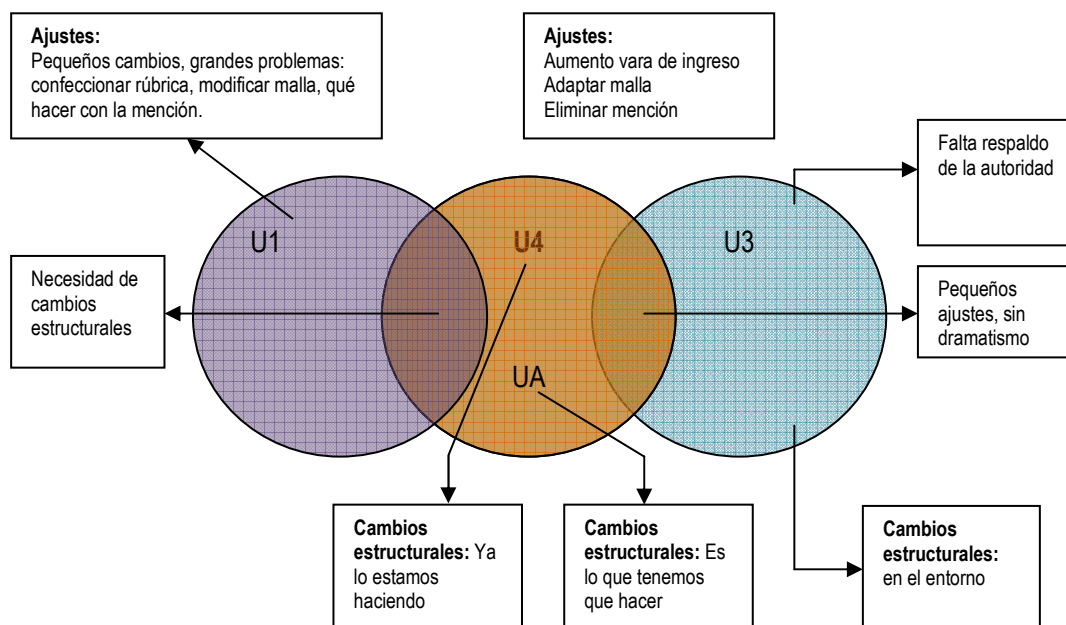 Ajustes:
Pequeños cambios, grandes problemas:
confeccionar rúbrica, modificar malla, qué
hacer con la mención.
Ajustes:
Aumento vara de ingreso
Adaptar malla
Eliminar mención
Falta respaldo
de la autoridad
U1
U4
U3
Necesidad de
cambios
estructurales
Pequeños
ajustes, sin
dramatismo
UA
Cambios
estructurales: Ya
lo estamos
haciendo
Cambios
estructurales: Es
lo que tenemos
que hacer
Cambios
estructurales:
en el entorno